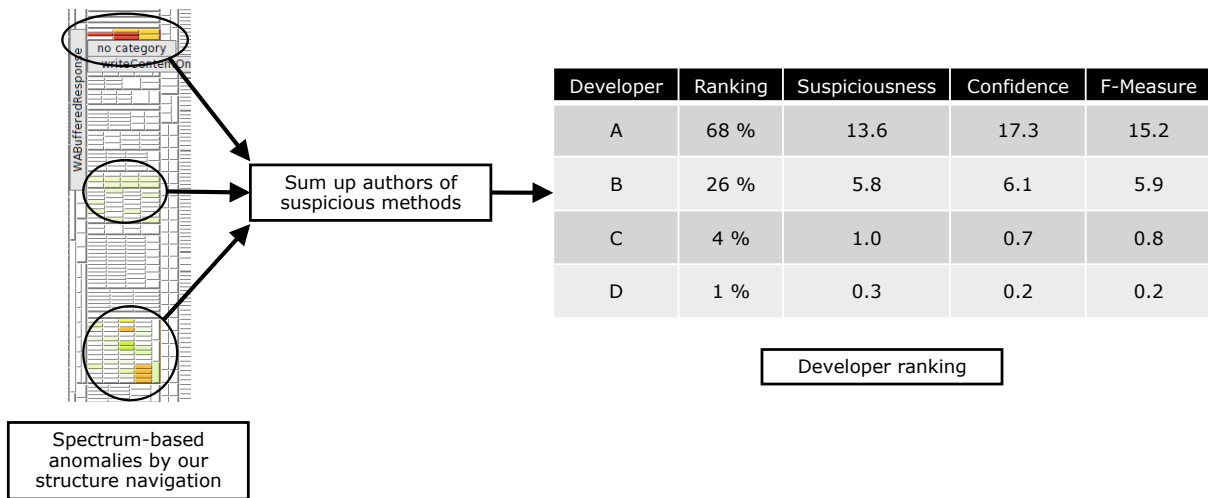 no category
writeContentOn
WABufferedResponse
Sum up authors of
suspicious methods
Developer Ranking Suspiciousness Confidence F-Measure
A 68 % 13.6 17.3 15.2
B 26 % 5.8 6.1 5.9
C 4 % 1.0 0.7 0.8
D 1 % 0.3 0.2 0.2
Developer ranking
Spectrum-based
anomalies by our
structure navigation